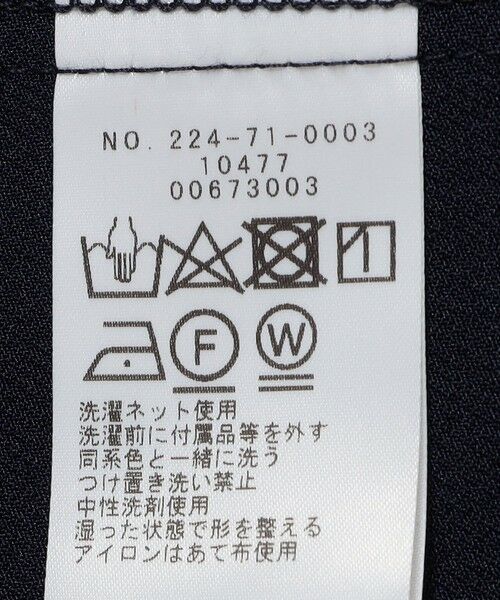 NO. 224-71-0003
10477
00673003
F W
洗濯ネット使用
洗濯前に付属品等を外す
同系色と一緒に洗う
つけ置き洗い禁止
中性洗剤使用
湿った状態で形を整える
アイロンはあて布使用